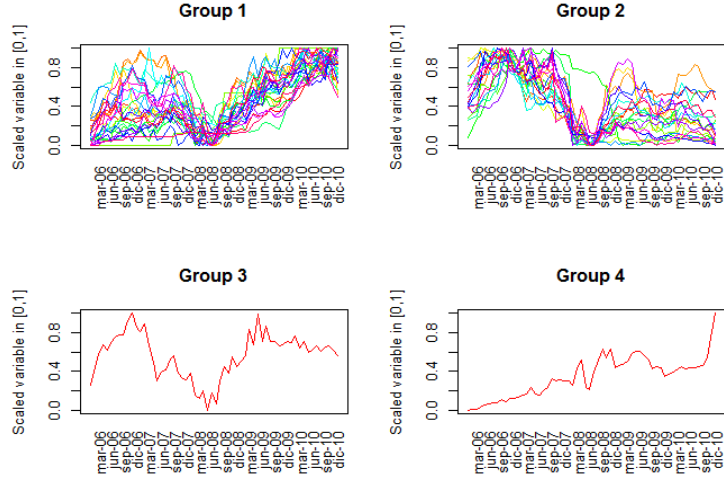 Group 1
Scaled variable in [0,1]
0.8
0.4
0.0
mar-06
jun-06
sep-06
dic-06
mar-07
jun-07
sep-07
dic-07
mar-08
jun-08
sep-08
dic-08
mar-09
jun-09
sep-09
dic-09
mar-10
jun-10
sep-10
dic-10
Group 2
Scaled variable in [0,1]
0.8
0.4
0.0
mar-06
jun-06
sep-06
dic-06
mar-07
jun-07
sep-07
dic-07
mar-08
jun-08
sep-08
dic-08
mar-09
jun-09
sep-09
dic-09
mar-10
jun-10
sep-10
dic-10
Group 3
Scaled variable in [0,1]
0.8
0.4
0.0
mar-06
jun-06
sep-06
dic-06
mar-07
jun-07
sep-07
dic-07
mar-08
jun-08
sep-08
dic-08
mar-09
jun-09
sep-09
dic-09
mar-10
jun-10
sep-10
dic-10
Group 4
Scaled variable in [0,1]
0.8
0.4
0.0
mar-06
jun-06
sep-06
dic-06
mar-07
jun-07
sep-07
dic-07
mar-08
jun-08
sep-08
dic-08
mar-09
jun-09
sep-09
dic-09
mar-10
jun-10
sep-10
dic-10